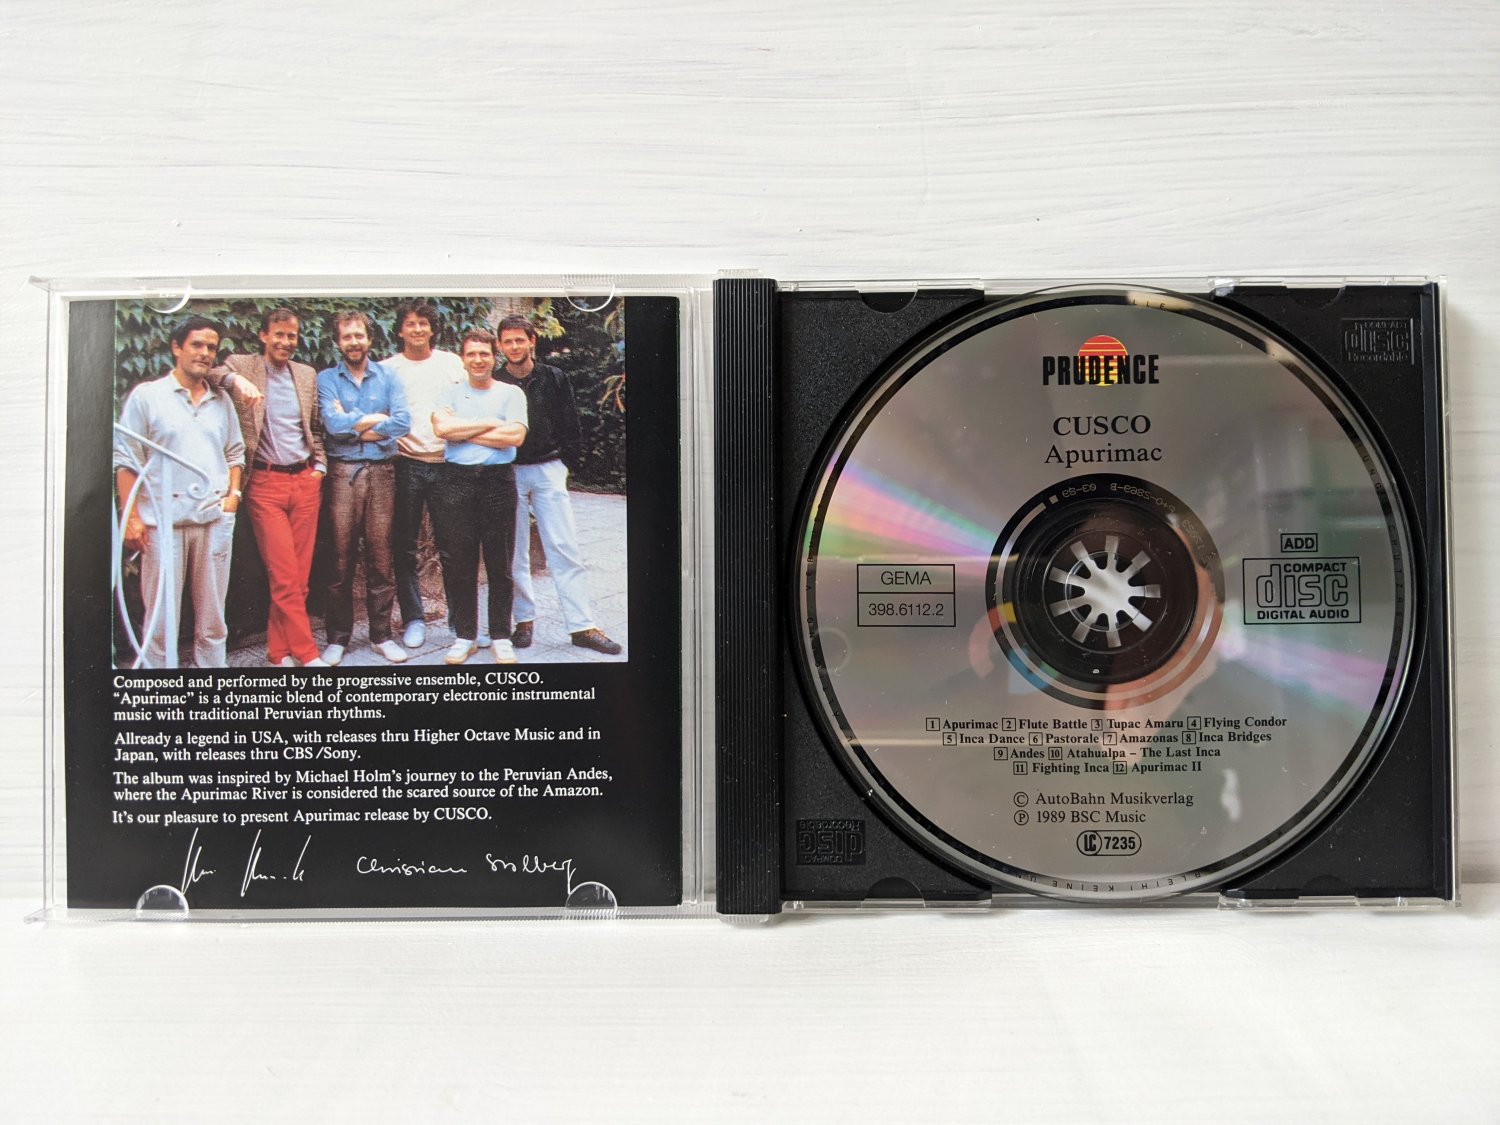 Composed and performed by the progressive ensemble, CUSCO.
“Apurimac” is a dynamic blend of contemporary electronic instrumental
music with traditional Peruvian rhythms.
Allready a legend in USA, with releases thru Higher Octave Music and in
Japan, with releases thru CBS/Sony.
The album was inspired by Michael Holm's journey to the Peruvian Andes,
where the Apurimac River is considered the scared source of the Amazon.
It's our pleasure to present Apurimac release by CUSCO.
PRUDENCE
CUSCO
Apurimac
GEMA
398.6112.2
ADD
COMPACT
disc
DIGITAL AUDIO
1 Apurimac 2 Flute Battle 3 Tupac Amaru 4 Flying Condor
5 Inca Dance 6 Pastorale 7 Amazonas 8 Inca Bridges
9 Andes 10 Atahualpa – The Last Inca
11 Fighting Inca 12 Apurimac II
© AutoBahn Musikverlag
℗ 1989 BSC Music
LC 7235
COMPACT
disc
Recordable